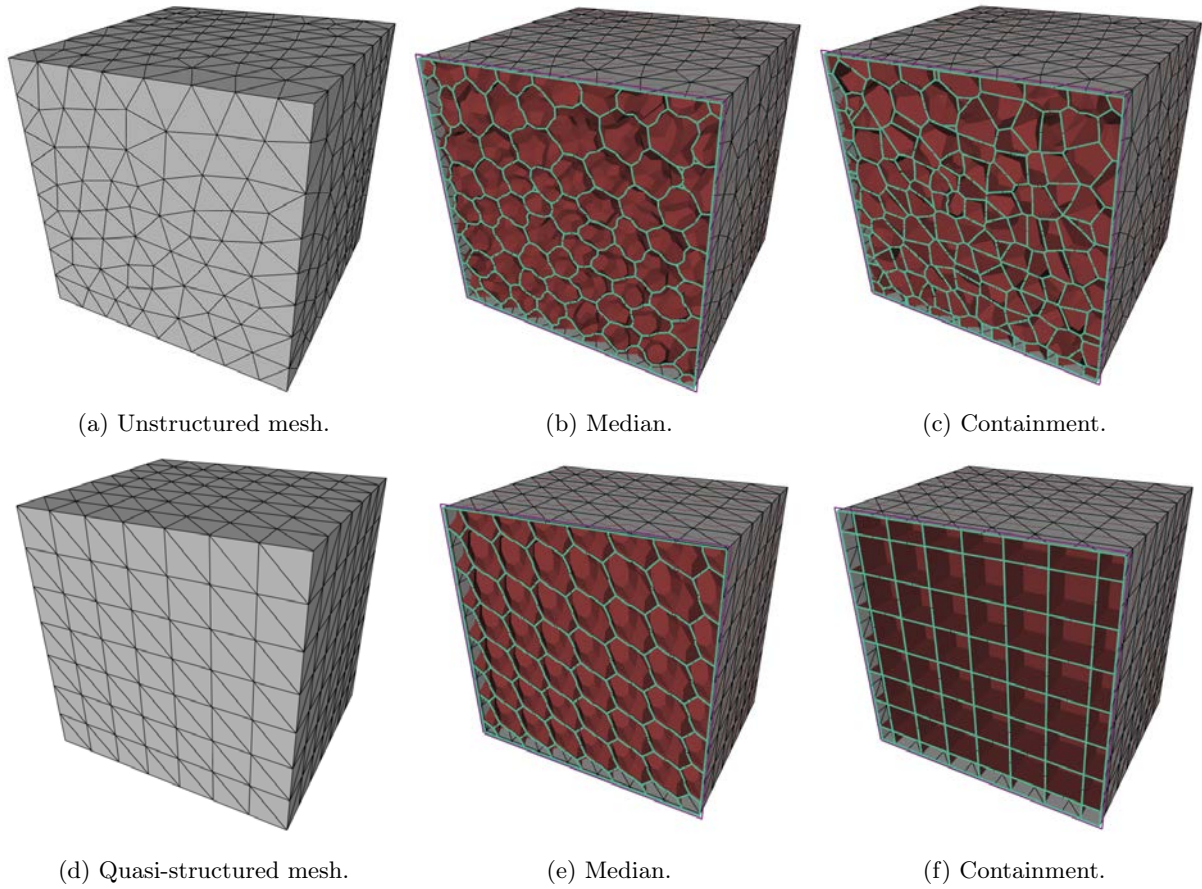 (a) Unstructured mesh.
(b) Median.
(c) Containment.
(d) Quasi-structured mesh.
(e) Median.
(f) Containment.